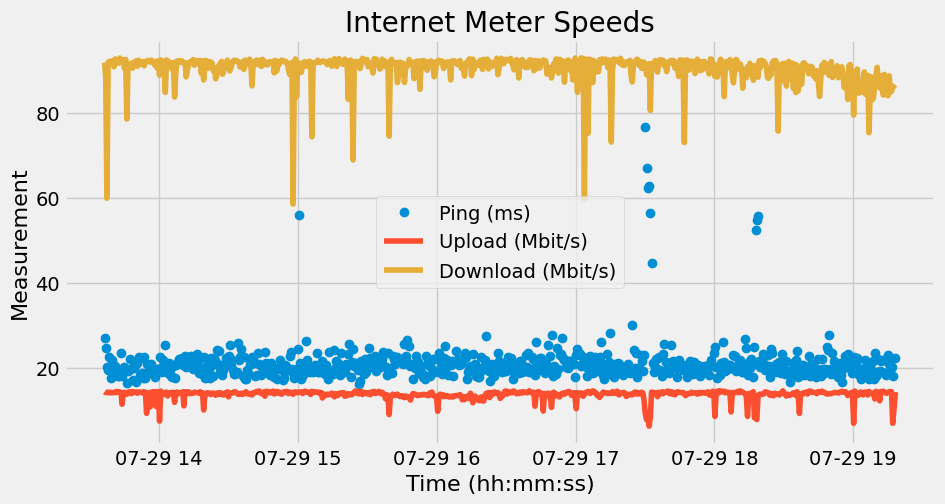 Internet Meter Speeds
Measurement
80
60
40
20
Ping (ms)
Upload (Mbit/s)
Download (Mbit/s)
07-29 14
07-29 15
07-29 16
07-29 17
07-29 18
07-29 19
Time (hh:mm:ss)